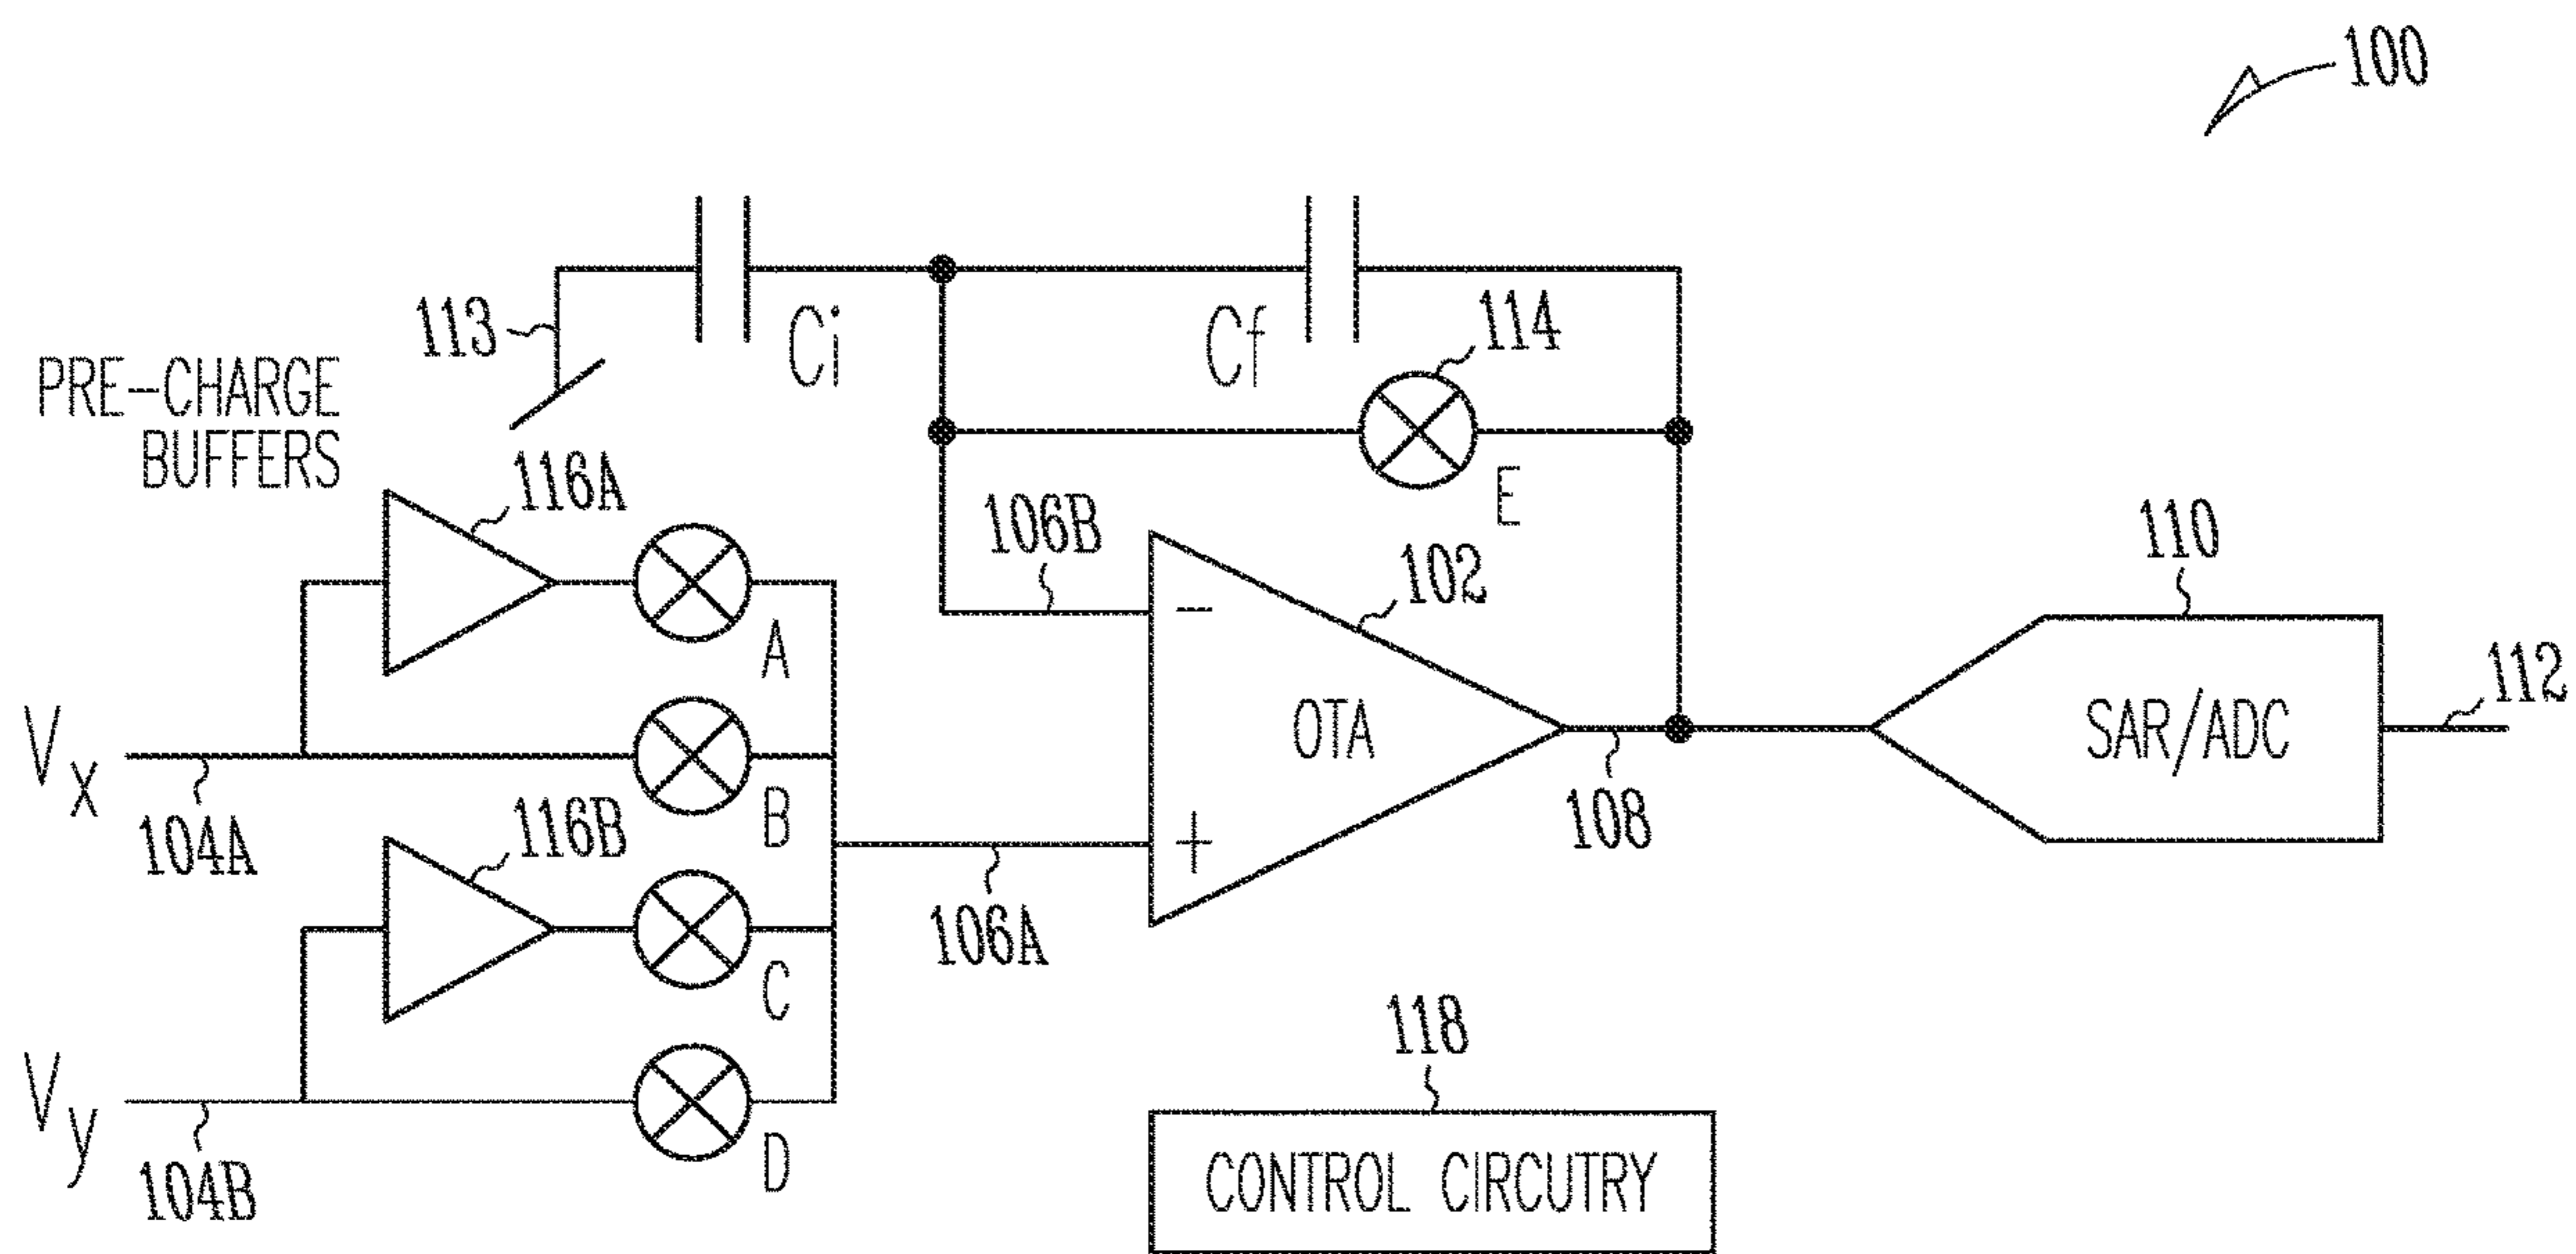 100
113
Ci
Cf
114
E
PRE-CHARGE
BUFFERS
116A
A
106B
102
110
Vx
104A
B
OTA
108
SAR/ADC
112
116B
C
106A
Vy
104B
D
118
CONTROL CIRCUTRY
-
+